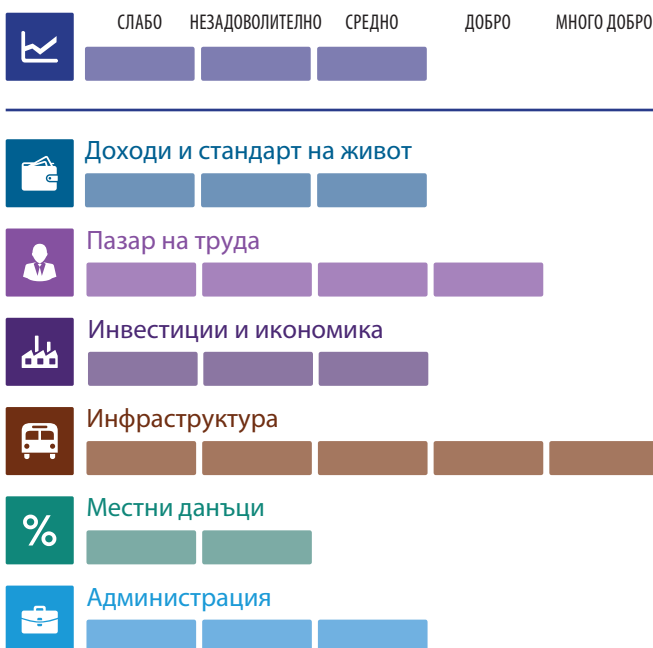 СЛАБО НЕЗАДОВОЛИТЕЛНО СРЕДНО ДОБРО МНОГО ДОБРО
Доходи и стандарт на живот
Пазар на труда
Инвестиции и икономика
Инфраструктура
Местни данъци
%
Администрация